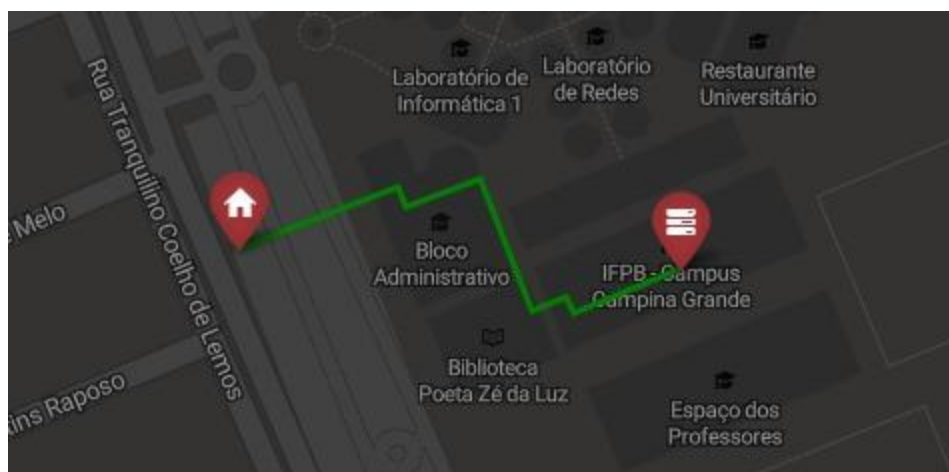 Laboratório de
Informática 1
Laboratório
de Redes
Restaurante
Universitário
Rua Tranquilino Coelho de Lemos
Melo
Bloco
Administrativo
IFPB - Campus
Campina Grande
Biblioteca
Poeta Zé da Luz
ins Raposo
Espaço dos
Professores